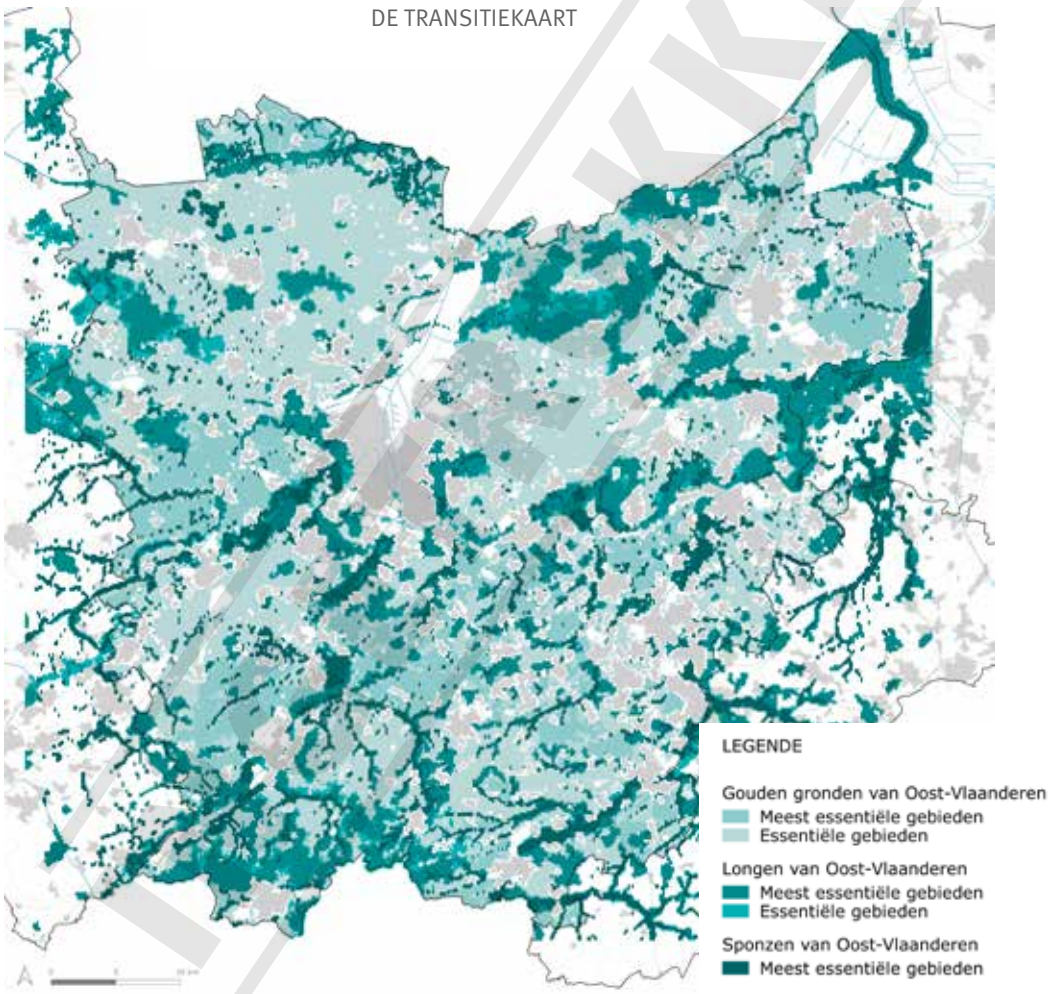 DE TRANSITIEKAART
LEGENDE
Gouden gronden van Oost-Vlaanderen
Meest essentiële gebieden
Essentiële gebieden
Longen van Oost-Vlaanderen
Meest essentiële gebieden
Essentiële gebieden
Sponzen van Oost-Vlaanderen
Meest essentiële gebieden